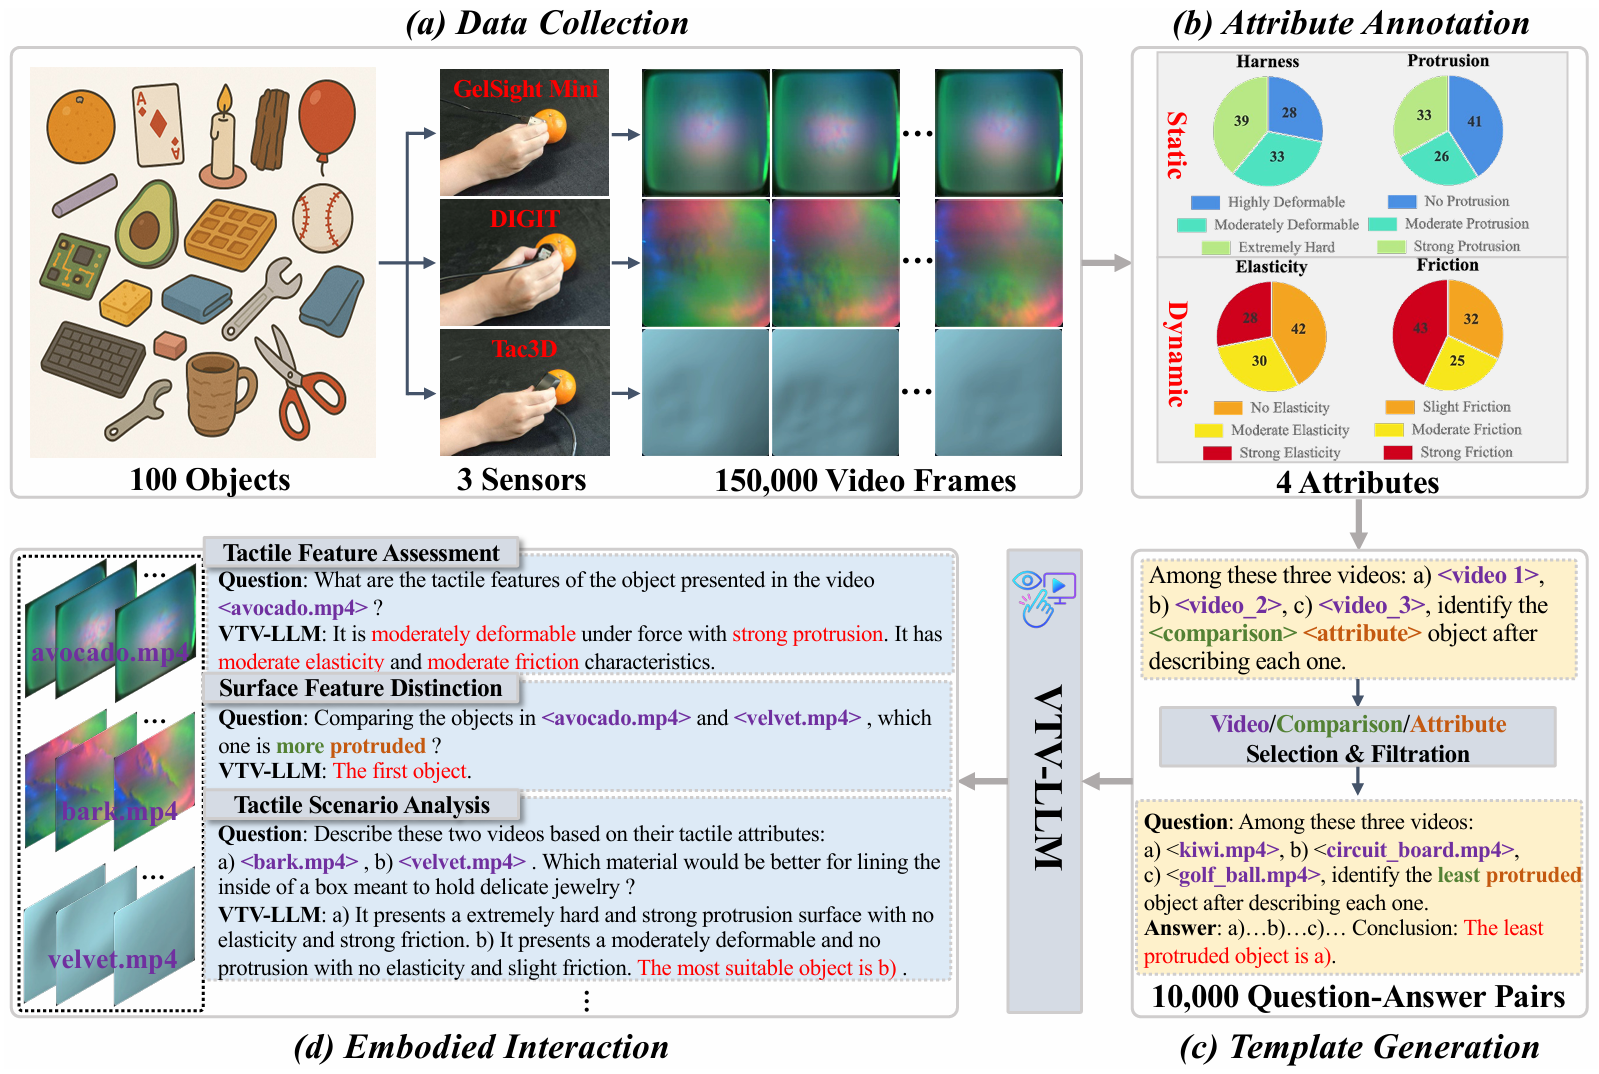 (a) Data Collection
A
A
GelSight Mini
DIGIT
Tac3D
...
...
...
100 Objects
3 Sensors
150,000 Video Frames
(b) Attribute Annotation
Static
Harness
39
28
33
Highly Deformable
Moderately Deformable
Extremely Hard
Protrusion
33
41
26
No Protrusion
Moderate Protrusion
Strong Protrusion
Dynamic
Elasticity
28
42
30
No Elasticity
Moderate Elasticity
Strong Elasticity
Friction
43
32
25
Slight Friction
Moderate Friction
Strong Friction
4 Attributes
Among these three videos: a) <video 1>,
b) <video_2>, c) <video_3>, identify the
<comparison> <attribute> object after
describing each one.
Video/Comparison/Attribute
Selection & Filtration
Question: Among these three videos:
a) <kiwi.mp4>, b) <circuit_board.mp4>,
c) <golf_ball.mp4>, identify the least protruded
object after describing each one.
Answer: a)...b)...c)... Conclusion: The least
protruded object is a).
10,000 Question-Answer Pairs
(c) Template Generation
VTV-LLM
...
avocado.mp4
...
bark.mp4
...
velvet.mp4
Tactile Feature Assessment
Question: What are the tactile features of the object presented in the video
<avocado.mp4> ?
VTV-LLM: It is moderately deformable under force with strong protrusion. It has
moderate elasticity and moderate friction characteristics.
Surface Feature Distinction
Question: Comparing the objects in <avocado.mp4> and <velvet.mp4> , which
one is more protruded ?
VTV-LLM: The first object.
Tactile Scenario Analysis
Question: Describe these two videos based on their tactile attributes:
a) <bark.mp4> , b) <velvet.mp4> . Which material would be better for lining the
inside of a box meant to hold delicate jewelry ?
VTV-LLM: a) It presents a extremely hard and strong protrusion surface with no
elasticity and strong friction. b) It presents a moderately deformable and no
protrusion with no elasticity and slight friction. The most suitable object is b) .
...
(d) Embodied Interaction